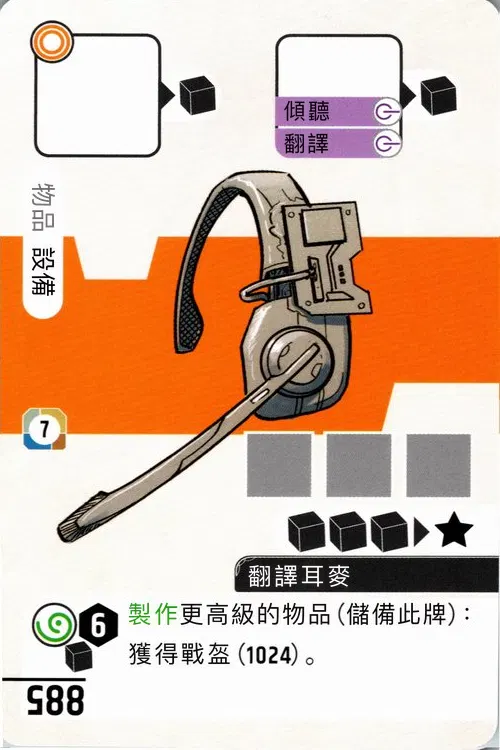 傾聽
翻譯
物品 設備
7
翻譯耳麥
6 製作更高級的物品(儲備此牌)：
獲得戰盔(1024)。
885